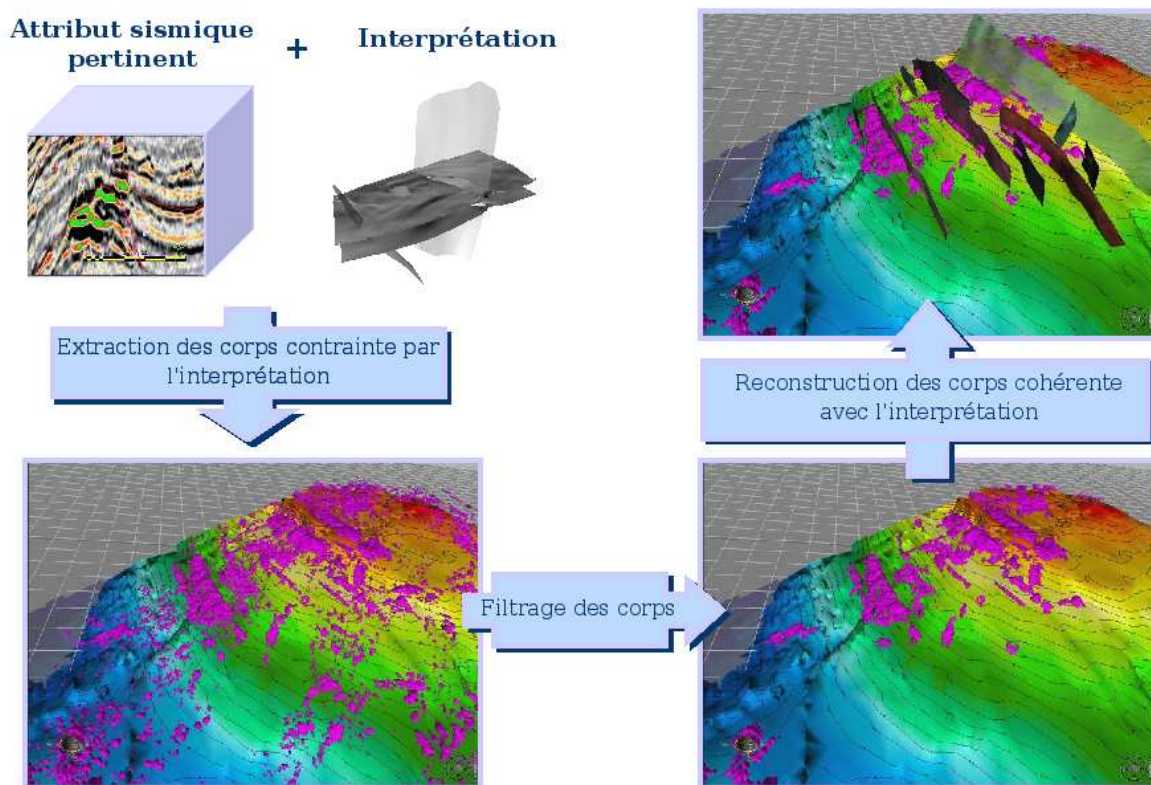 Attribut sismique
pertinent
+
Interprétation
Extraction des corps contrainte par
l'interprétation
Filtrage des corps
Reconstruction des corps cohérente
avec l'interprétation